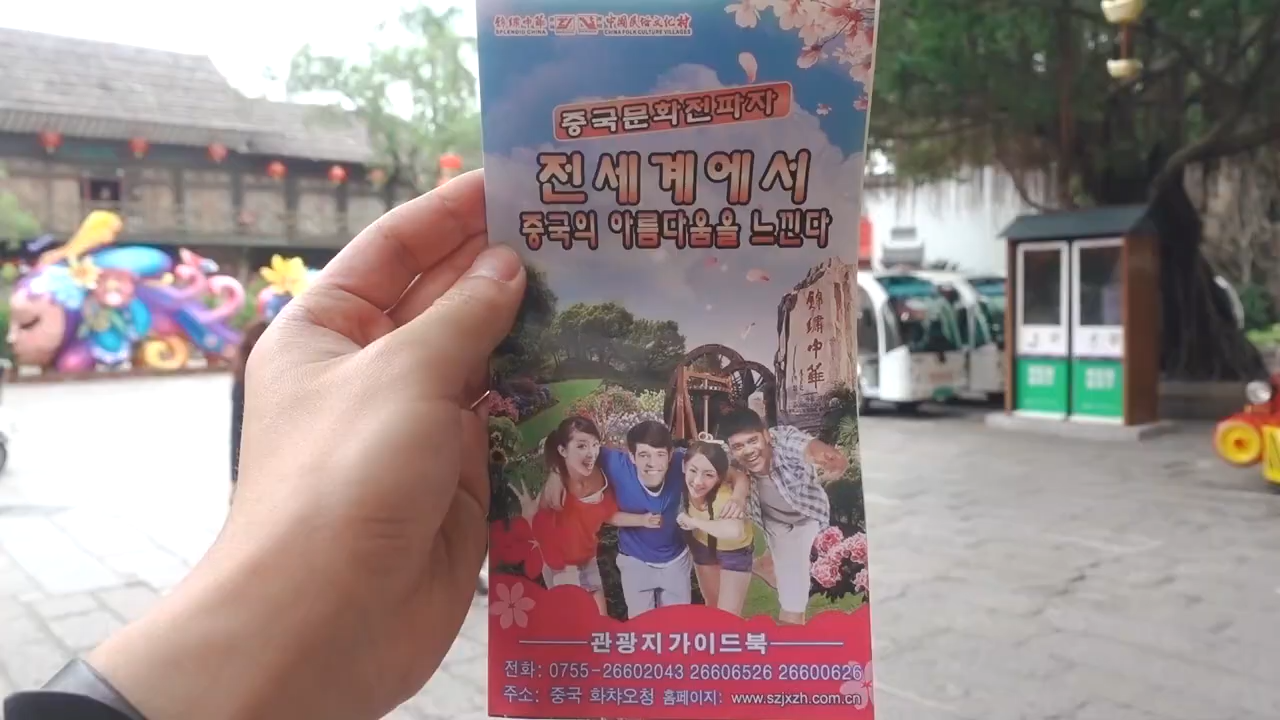 錦繡中華 中國民俗文化村
SPLENDID CHINA CHINA FOLK CULTURE VILLAGES
중국문화전파자
전세계에서
중국의 아름다움을 느낀다
錦繡中華
관광지가이드북
전화: 0755-26602043 26606526 26600626
주소: 중국 화챠오청 홈페이지: www.szjxzh.com.cn